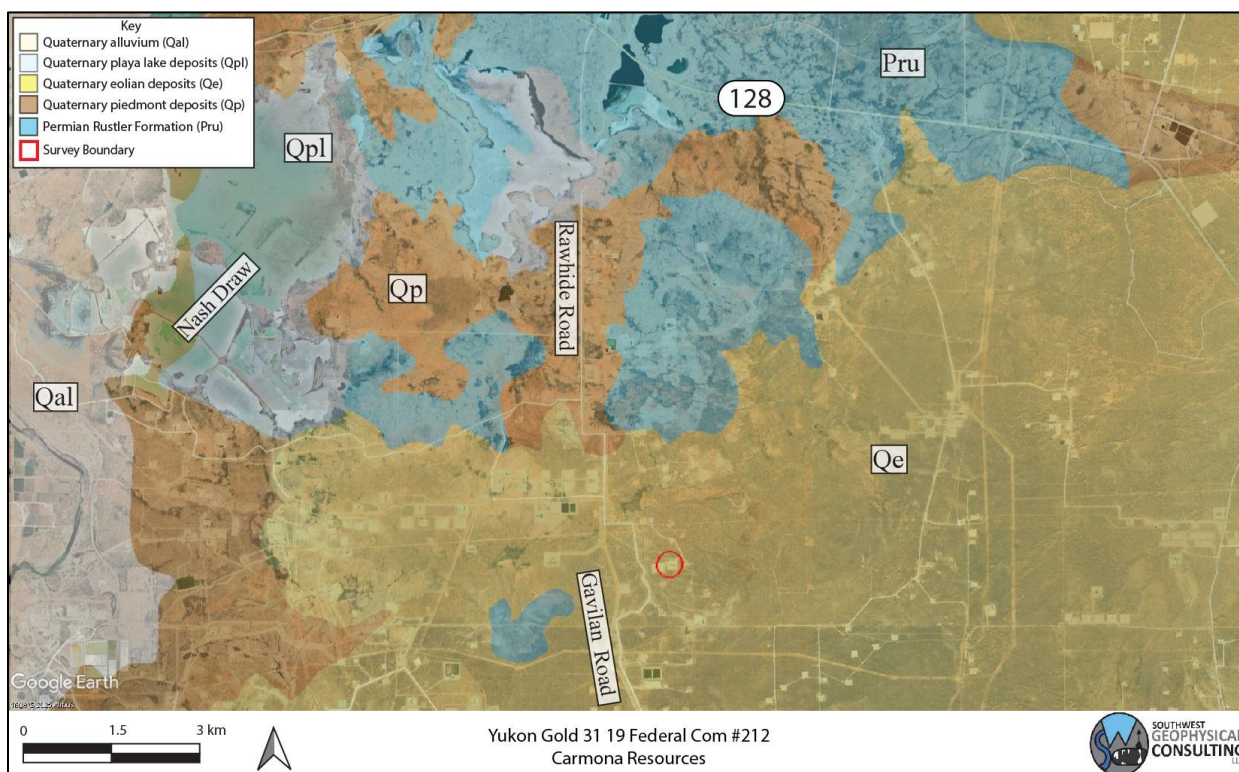 Key
Quaternary alluvium (Qal)
Quaternary playa lake deposits (Qpl)
Quaternary eolian deposits (Qe)
Quaternary piedmont deposits (Qp)
Permian Rustler Formation (Pru)
Survey Boundary
Pru
128
Qpl
Rawhide Road
Nash Draw
Qp
Qal
Qe
Gavilan Road
Google Earth
0 1.5 3 km
Yukon Gold 31 19 Federal Com #212
Carmona Resources
SOUTHWEST
GEOPHYSICAL
CONSULTING
LLC